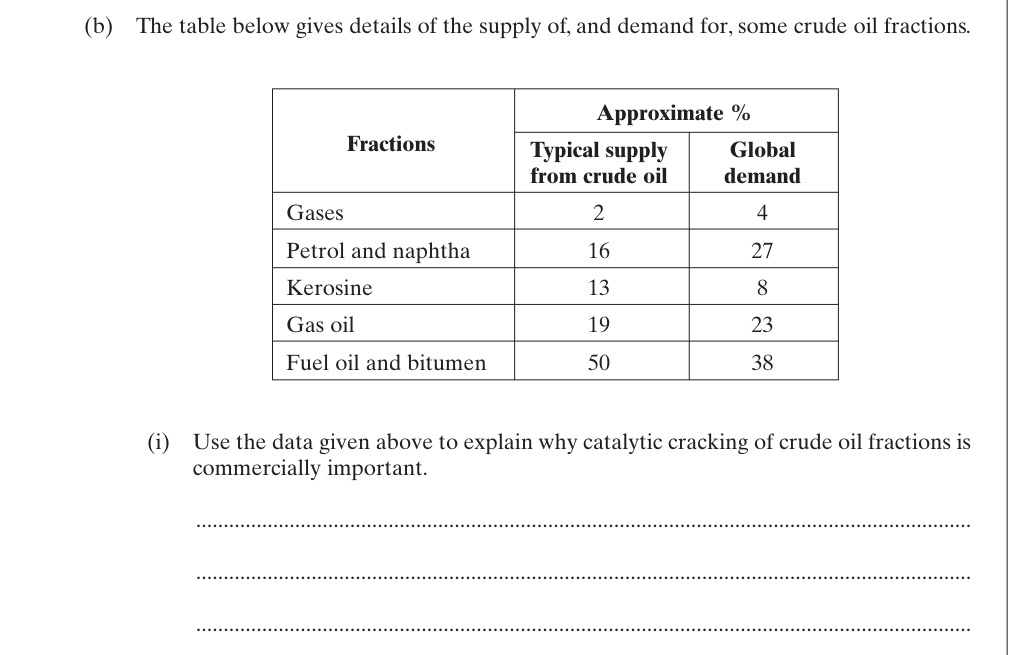 (b) The table below gives details of the supply of, and demand for, some crude oil fractions.
Fractions
Approximate %
Typical supply from crude oil
Global demand
Gases 2 4
Petrol and naphtha 16 27
Kerosine 13 8
Gas oil 19 23
Fuel oil and bitumen 50 38
(i) Use the data given above to explain why catalytic cracking of crude oil fractions is
commercially important.